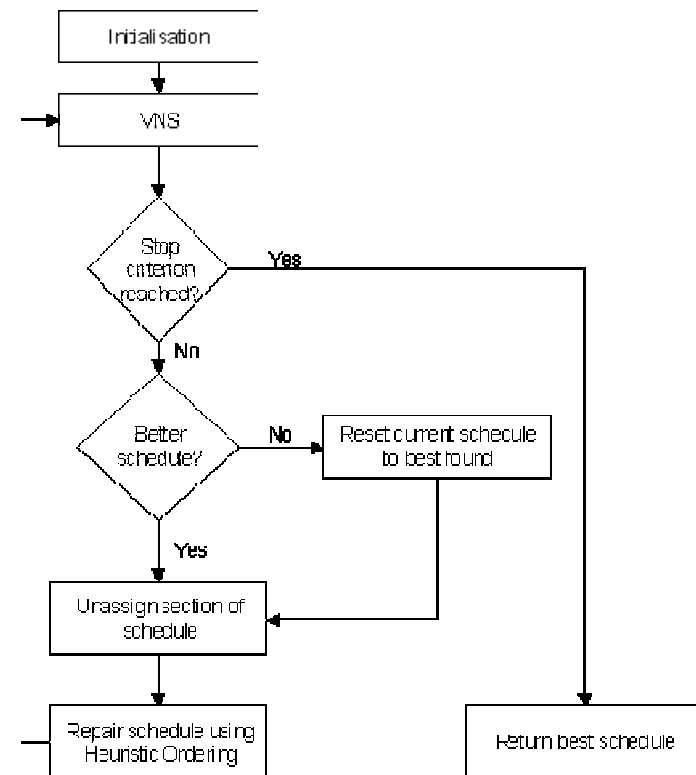 Initialisation
VNS
Stop
criterion
reached?
Yes
No
Better
schedule?
No
Reset current schedule
to best found
Yes
Unassign section of
schedule
Repair schedule using
Heuristic Ordering
Return best schedule